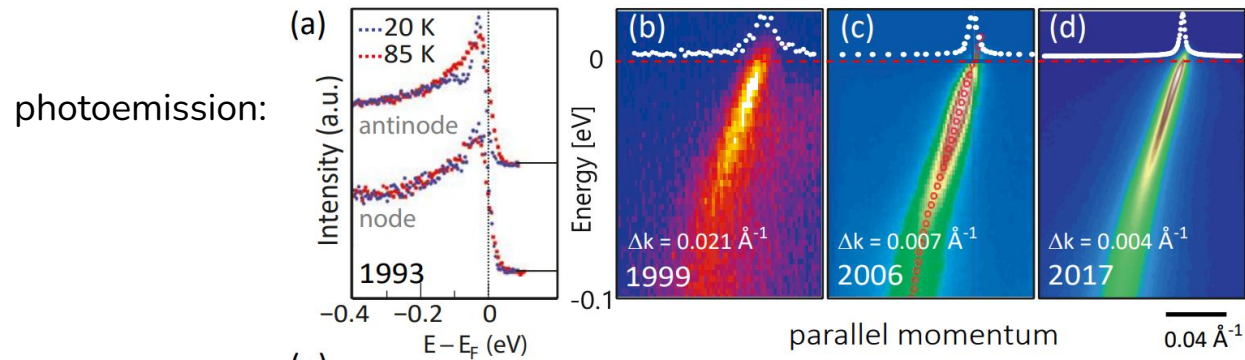 photoemission:
(a)
20 K
85 K
antinode
node
1993
Intensity (a.u.)
−0.4 −0.2 0
E − E_F (eV)
(b)
0
Energy [eV]
-0.1
Δk = 0.021 Å⁻¹
1999
(c)
Δk = 0.007 Å⁻¹
2006
(d)
Δk = 0.004 Å⁻¹
2017
parallel momentum
0.04 Å⁻¹